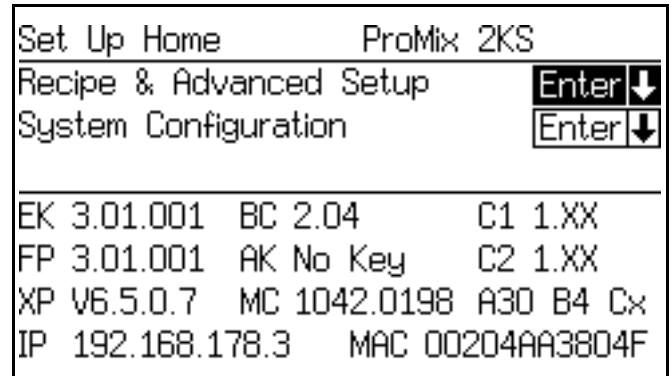 Set Up Home ProMix 2KS
Recipe & Advanced Setup Enter
System Configuration Enter
EK 3.01.001 BC 2.04 C1 1.XX
FP 3.01.001 AK No Key C2 1.XX
XP V6.5.0.7 MC 1042.0198 A30 B4 Cx
IP 192.168.178.3 MAC 00204AA3804F